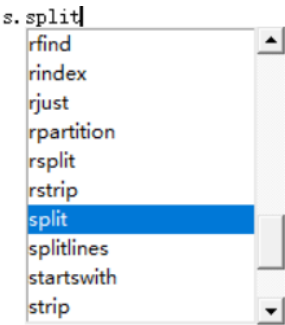 s.split
rfind
rindex
rjust
rpartition
rsplit
rstrip
split
splitlines
startswith
strip